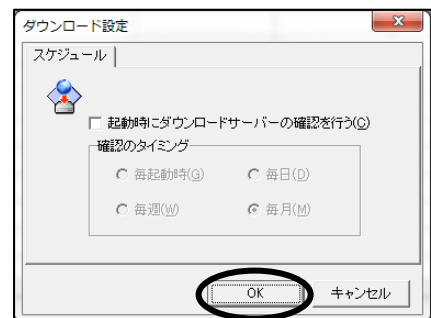 ダウンロード設定
スケジュール
起動時にダウンロードサーバーの確認を行う(C)
確認のタイミング
毎起動時(G) 毎日(D)
毎週(W) 毎月(M)
OK キャンセル